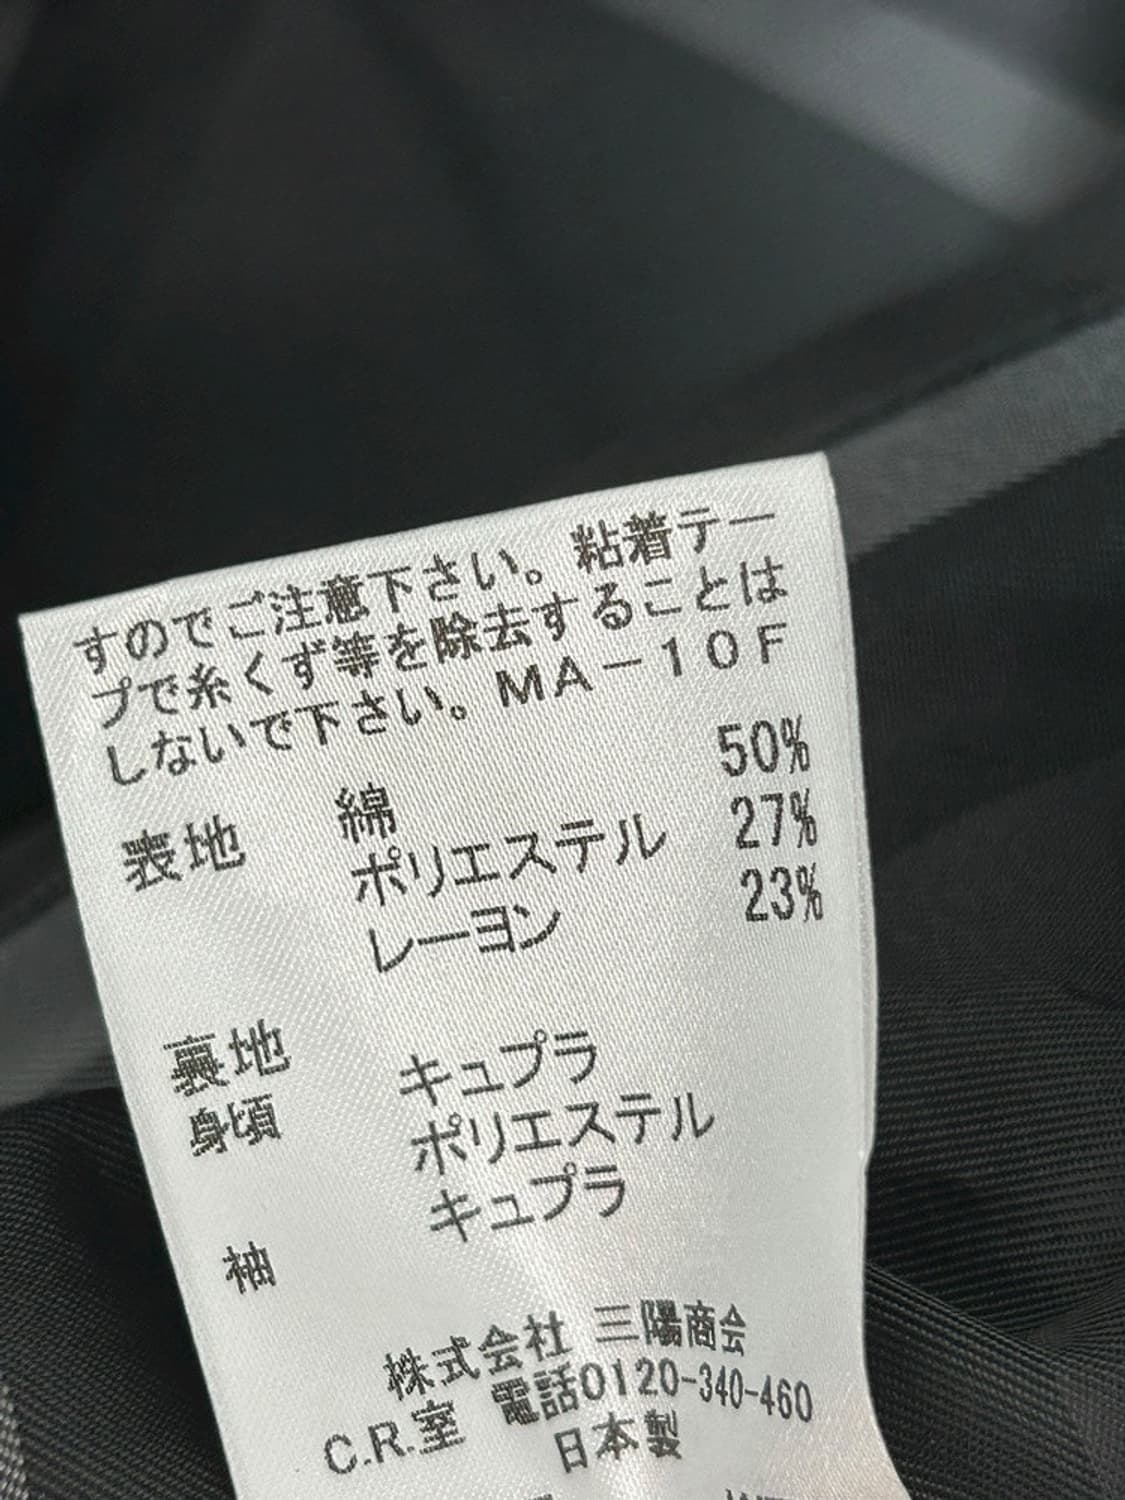 すのでご注意下さい。粘着テー
プで糸くず等を除去することは
しないで下さい。MA－10F
表地 綿 50%
ポリエステル 27%
レーヨン 23%
裏地 キュプラ
身頃 ポリエステル
袖 キュプラ
株式会社 三陽商会
C.R.室 電話0120-340-460
日本製